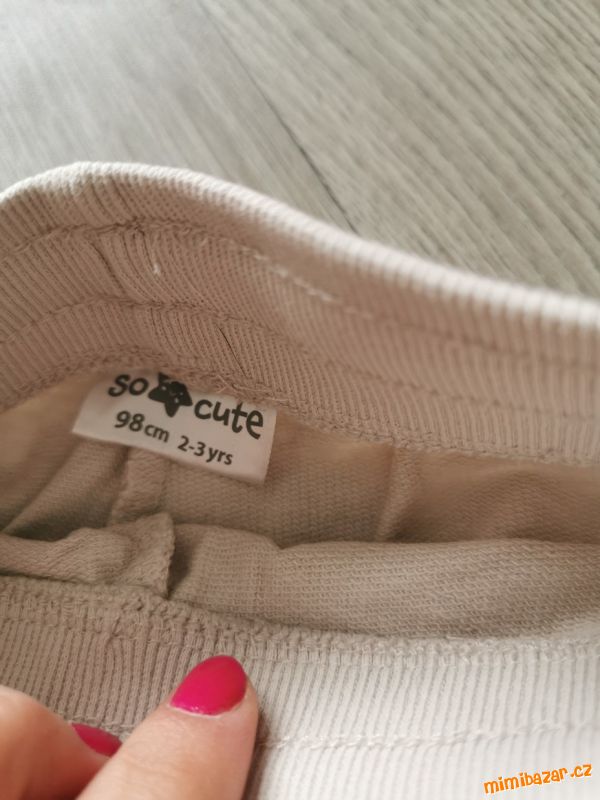 so cute
98cm 2-3 yrs
mimibazar.cz